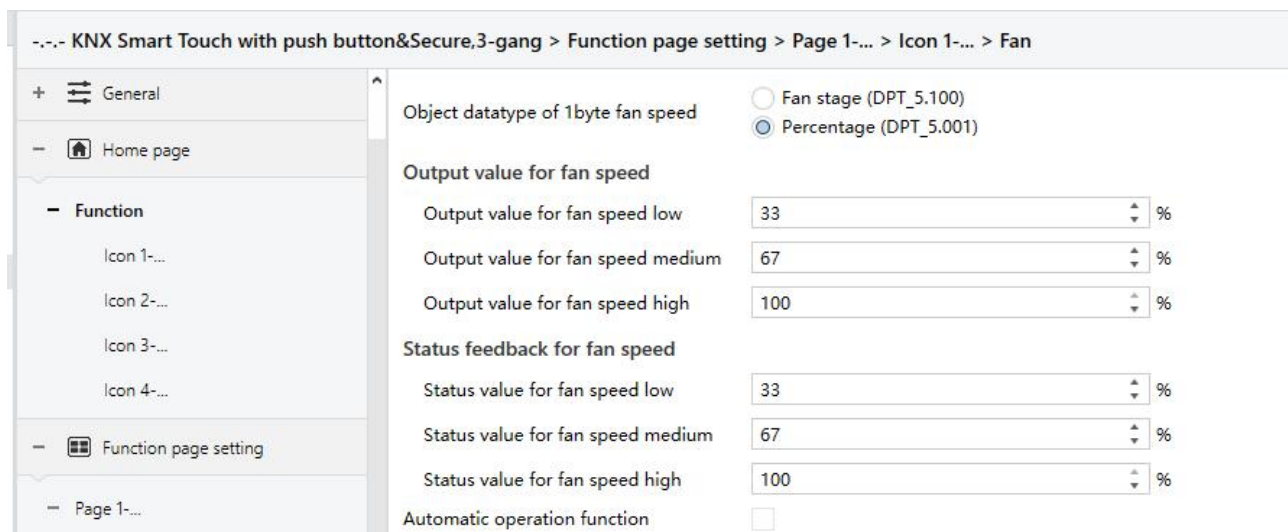 -.-.- KNX Smart Touch with push button&Secure,3-gang > Function page setting > Page 1-... > Icon 1-... > Fan
+ General
− Home page
− Function
Icon 1-...
Icon 2-...
Icon 3-...
Icon 4-...
− Function page setting
− Page 1-...
Object datatype of 1byte fan speed
Fan stage (DPT_5.100)
Percentage (DPT_5.001)
Output value for fan speed
Output value for fan speed low 33 %
Output value for fan speed medium 67 %
Output value for fan speed high 100 %
Status feedback for fan speed
Status value for fan speed low 33 %
Status value for fan speed medium 67 %
Status value for fan speed high 100 %
Automatic operation function